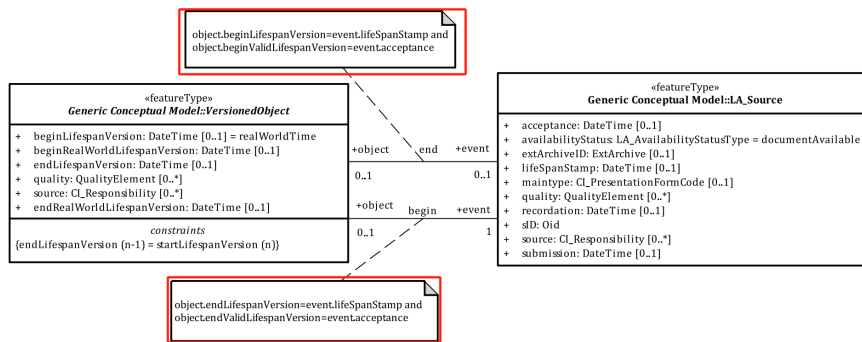 object.beginLifespanVersion=event.lifeSpanStamp and
object.beginValidLifespanVersion=event.acceptance
«featureType»
Generic Conceptual Model::VersionedObject
+ beginLifespanVersion: DateTime [0..1] = realWorldTime
+ beginRealWorldLifespanVersion: DateTime [0..1]
+ endLifespanVersion: DateTime [0..1]
+ quality: QualityElement [0..*]
+ source: CI_Responsibility [0..*]
+ endRealWorldLifespanVersion: DateTime [0..1]
constraints
{endLifespanVersion (n-1) = startLifespanVersion (n)}
+object end +event
0..1 0..1
+object begin +event
0..1 1
«featureType»
Generic Conceptual Model::LA_Source
+ acceptance: DateTime [0..1]
+ availabilityStatus: LA_AvailabilityStatusType = documentAvailable
+ extArchiveID: ExtArchive [0..1]
+ lifeSpanStamp: DateTime [0..1]
+ maintype: CI_PresentationFormCode [0..1]
+ quality: QualityElement [0..*]
+ recordation: DateTime [0..1]
+ sID: Oid
+ source: CI_Responsibility [0..*]
+ submission: DateTime [0..1]
object.endLifespanVersion=event.lifeSpanStamp and
object.endValidLifespanVersion=event.acceptance